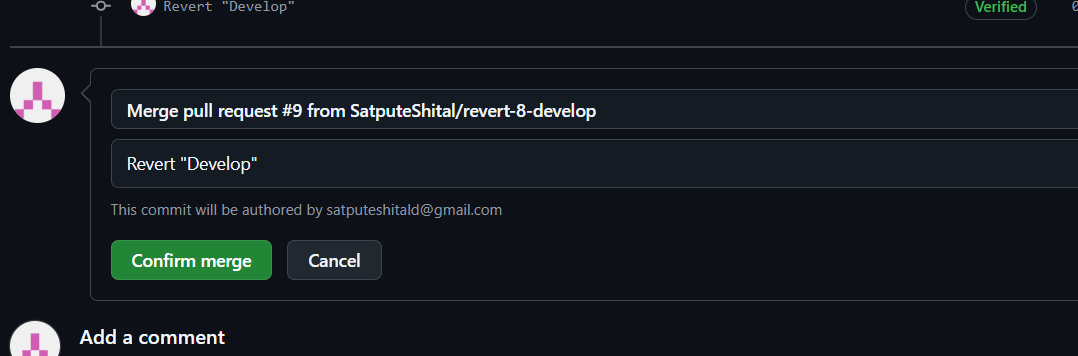 Revert "Develop"
Verified
Merge pull request #9 from SatputeShital/revert-8-develop
Revert "Develop"
This commit will be authored by satputeshitald@gmail.com
Confirm merge
Cancel
Add a comment